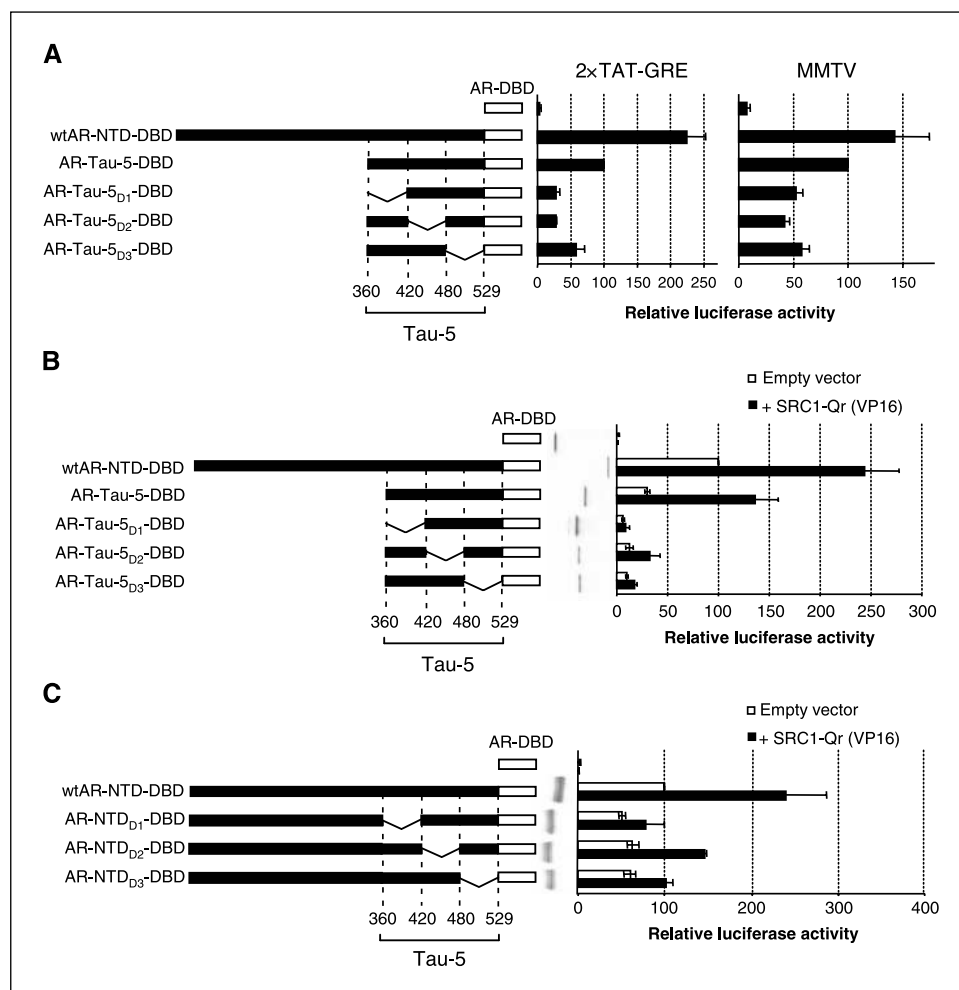 A
AR-DBD
2×TAT-GRE
MMTV
wtAR-NTD-DBD
AR-Tau-5-DBD
AR-Tau-5D1-DBD
AR-Tau-5D2-DBD
AR-Tau-5D3-DBD
360 420 480 529
Tau-5
0 50 100 150 200 250
0 50 100 150
Relative luciferase activity
B
Empty vector
+ SRC1-Qr (VP16)
AR-DBD
wtAR-NTD-DBD
AR-Tau-5-DBD
AR-Tau-5D1-DBD
AR-Tau-5D2-DBD
AR-Tau-5D3-DBD
360 420 480 529
Tau-5
0 50 100 150 200 250 300
Relative luciferase activity
C
Empty vector
+ SRC1-Qr (VP16)
AR-DBD
wtAR-NTD-DBD
AR-NTDD1-DBD
AR-NTDD2-DBD
AR-NTDD3-DBD
360 420 480 529
Tau-5
0 100 200 300 400
Relative luciferase activity